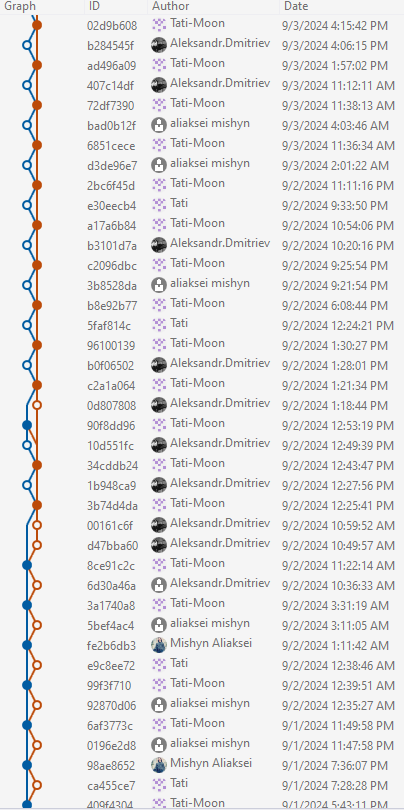 Graph ID Author Date
02d9b608 Tati-Moon 9/3/2024 4:15:42 PM
b284545f Aleksandr.Dmitriev 9/3/2024 4:06:15 PM
ad496a09 Tati-Moon 9/3/2024 1:57:02 PM
407c14df Aleksandr.Dmitriev 9/3/2024 11:12:11 AM
72df7390 Tati-Moon 9/3/2024 11:38:13 AM
bad0b12f aliaksei mishyn 9/3/2024 4:03:46 AM
6851cece Tati-Moon 9/3/2024 11:36:34 AM
d3de96e7 aliaksei mishyn 9/3/2024 2:01:22 AM
2bc6f45d Tati-Moon 9/2/2024 11:11:16 PM
e30eecb4 Tati 9/2/2024 9:33:50 PM
a17a6b84 Tati-Moon 9/2/2024 10:54:06 PM
b3101d7a Aleksandr.Dmitriev 9/2/2024 10:20:16 PM
c2096dbc Tati-Moon 9/2/2024 9:25:54 PM
3b8528da aliaksei mishyn 9/2/2024 9:21:54 PM
b8e92b77 Tati-Moon 9/2/2024 6:08:44 PM
5faf814c Tati 9/2/2024 12:24:21 PM
96100139 Tati-Moon 9/2/2024 1:30:27 PM
b0f06502 Aleksandr.Dmitriev 9/2/2024 1:28:01 PM
c2a1a064 Tati-Moon 9/2/2024 1:21:34 PM
0d807808 Aleksandr.Dmitriev 9/2/2024 1:18:44 PM
90f8dd96 Tati-Moon 9/2/2024 12:53:19 PM
10d551fc Aleksandr.Dmitriev 9/2/2024 12:49:39 PM
34cddb24 Tati-Moon 9/2/2024 12:43:47 PM
1b948ca9 Aleksandr.Dmitriev 9/2/2024 12:27:56 PM
3b74d4da Tati-Moon 9/2/2024 12:25:41 PM
00161c6f Aleksandr.Dmitriev 9/2/2024 10:59:52 AM
d47bba60 Aleksandr.Dmitriev 9/2/2024 10:49:57 AM
8ce91c2c Tati-Moon 9/2/2024 11:22:14 AM
6d30a46a Aleksandr.Dmitriev 9/2/2024 10:36:33 AM
3a1740a8 Tati-Moon 9/2/2024 3:31:19 AM
5bef4ac4 aliaksei mishyn 9/2/2024 3:11:05 AM
fe2b6db3 Mishyn Aliaksei 9/2/2024 1:11:42 AM
e9c8ee72 Tati 9/2/2024 12:38:46 AM
99f3f710 Tati-Moon 9/2/2024 12:39:51 AM
92870d06 aliaksei mishyn 9/2/2024 12:35:27 AM
6af3773c Tati-Moon 9/1/2024 11:49:58 PM
0196e2d8 aliaksei mishyn 9/1/2024 11:47:58 PM
98ae8652 Mishyn Aliaksei 9/1/2024 7:36:07 PM
ca455ce7 Tati 9/1/2024 7:28:28 PM
409f4304 Tati-Moon 9/1/2024 5:43:11 PM